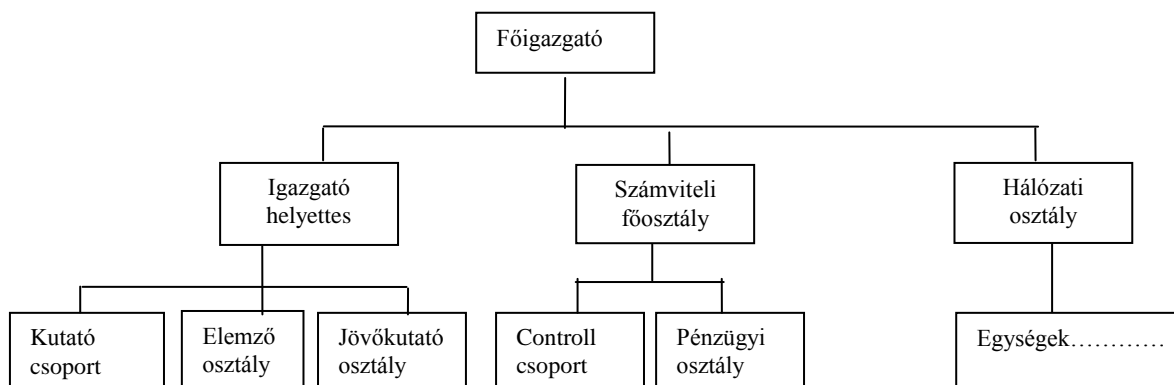 Főigazgató
Igazgató
helyettes
Számviteli
főosztály
Hálózati
osztály
Kutató
csoport
Elemző
osztály
Jövőkutató
osztály
Controll
csoport
Pénzügyi
osztály
Egységek…………